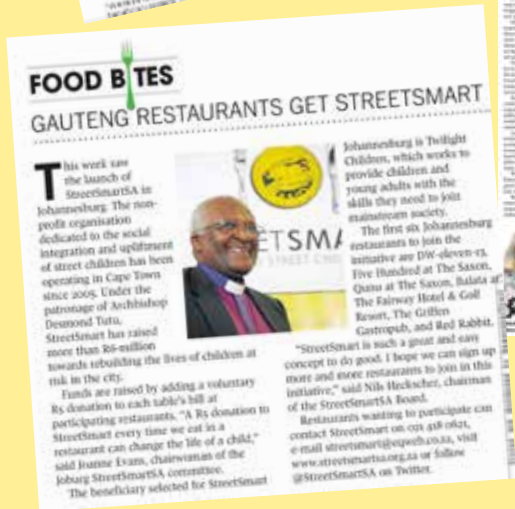 FOOD BITES
GAUTENG RESTAURANTS GET STREETSMART
This week saw
the launch of
StreetSmartSA in
Johannesburg. The non-
profit organisation
dedicated to the social
integration and upliftment
of street children has been
operating in Cape Town
since 2005. Under the
patronage of Archbishop
Desmond Tutu,
StreetSmart has raised
more than R6-million
towards rebuilding the lives of children at
risk in the city.
Funds are raised by adding a voluntary
R5 donation to each table's bill at
participating restaurants. "A R5 donation to
StreetSmart every time we eat in a
restaurant can change the life of a child,"
said Joanne Evans, chairwoman of the
Joburg StreetSmartSA committee.
The beneficiary selected for StreetSmart
ETSMA
STREET CHI
Johannesburg is Twilight
Children, which works to
provide children and
young adults with the
skills they need to join
mainstream society.
The first six Johannesburg
restaurants to join the
initiative are DW-eleven-13,
Five Hundred at The Saxon,
Qunu at The Saxon, Balata at
The Fairway Hotel & Golf
Resort, The Griffen
Gastropub, and Red Rabbit.
"StreetSmart is such a great and easy
concept to do good. I hope we can sign up
more and more restaurants to join in this
initiative," said Nils Heckscher, chairman
of the StreetSmartSA Board.
Restaurants wanting to participate can
contact StreetSmart on
e-mail streetsmart@eqweb.co.za, visit
www.streetsmartsa.org.za or follow
@StreetSmartSA on Twitter.